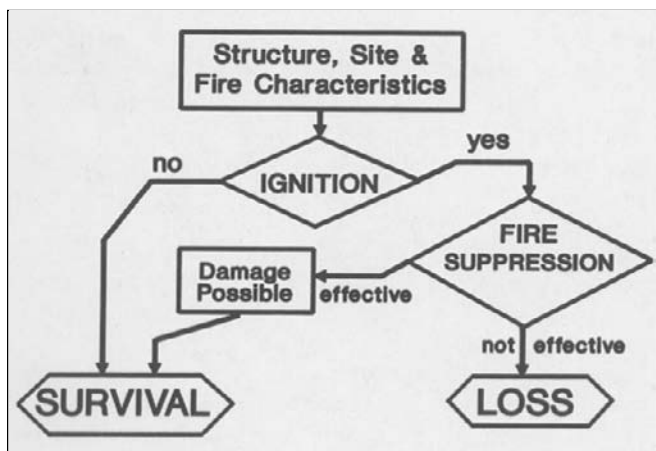 Structure, Site &
Fire Characteristics
no
yes
IGNITION
FIRE
SUPPRESSION
Damage
Possible
effective
not effective
SURVIVAL
LOSS